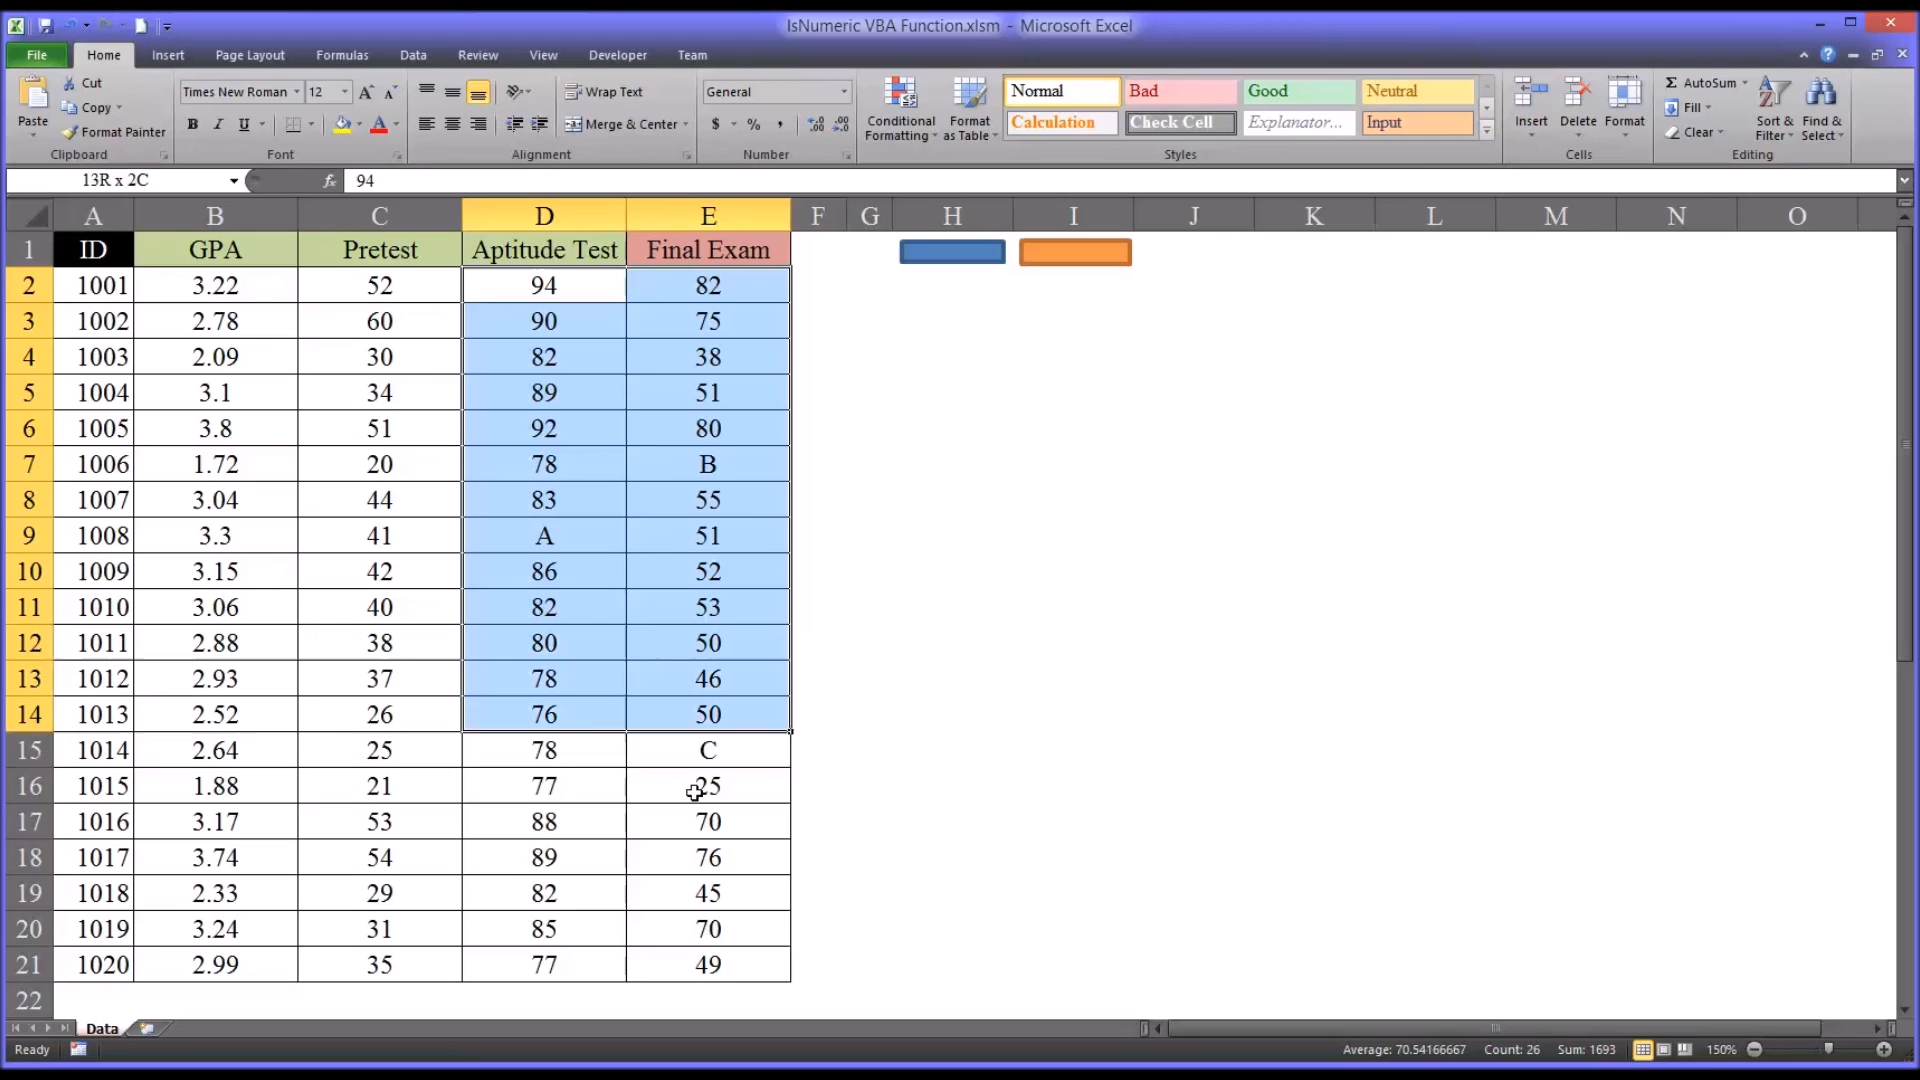 IsNumeric VBA Function.xlsm - Microsoft Excel
File Home Insert Page Layout Formulas Data Review View Developer Team
Paste Cut Copy Format Painter Clipboard
Times New Roman 12 A A B I U A Font
Wrap Text Merge & Center Alignment
General $ % , .00 Number
Conditional Formatting Format as Table
Normal Bad Good Neutral
Calculation Check Cell Explanator... Input
Styles
Insert Delete Format Cells
Σ AutoSum Fill Clear Sort & Filter Find & Select Editing
13R x 2C fx 94
A B C D E F G H I J K L M N O
1 ID GPA Pretest Aptitude Test Final Exam
2 1001 3.22 52 94 82
3 1002 2.78 60 90 75
4 1003 2.09 30 82 38
5 1004 3.1 34 89 51
6 1005 3.8 51 92 80
7 1006 1.72 20 78 B
8 1007 3.04 44 83 55
9 1008 3.3 41 A 51
10 1009 3.15 42 86 52
11 1010 3.06 40 82 53
12 1011 2.88 38 80 50
13 1012 2.93 37 78 46
14 1013 2.52 26 76 50
15 1014 2.64 25 78 C
16 1015 1.88 21 77 25
17 1016 3.17 53 88 70
18 1017 3.74 54 89 76
19 1018 2.33 29 82 45
20 1019 3.24 31 85 70
21 1020 2.99 35 77 49
22
Data
Ready Average: 70.54166667 Count: 26 Sum: 1693 150%